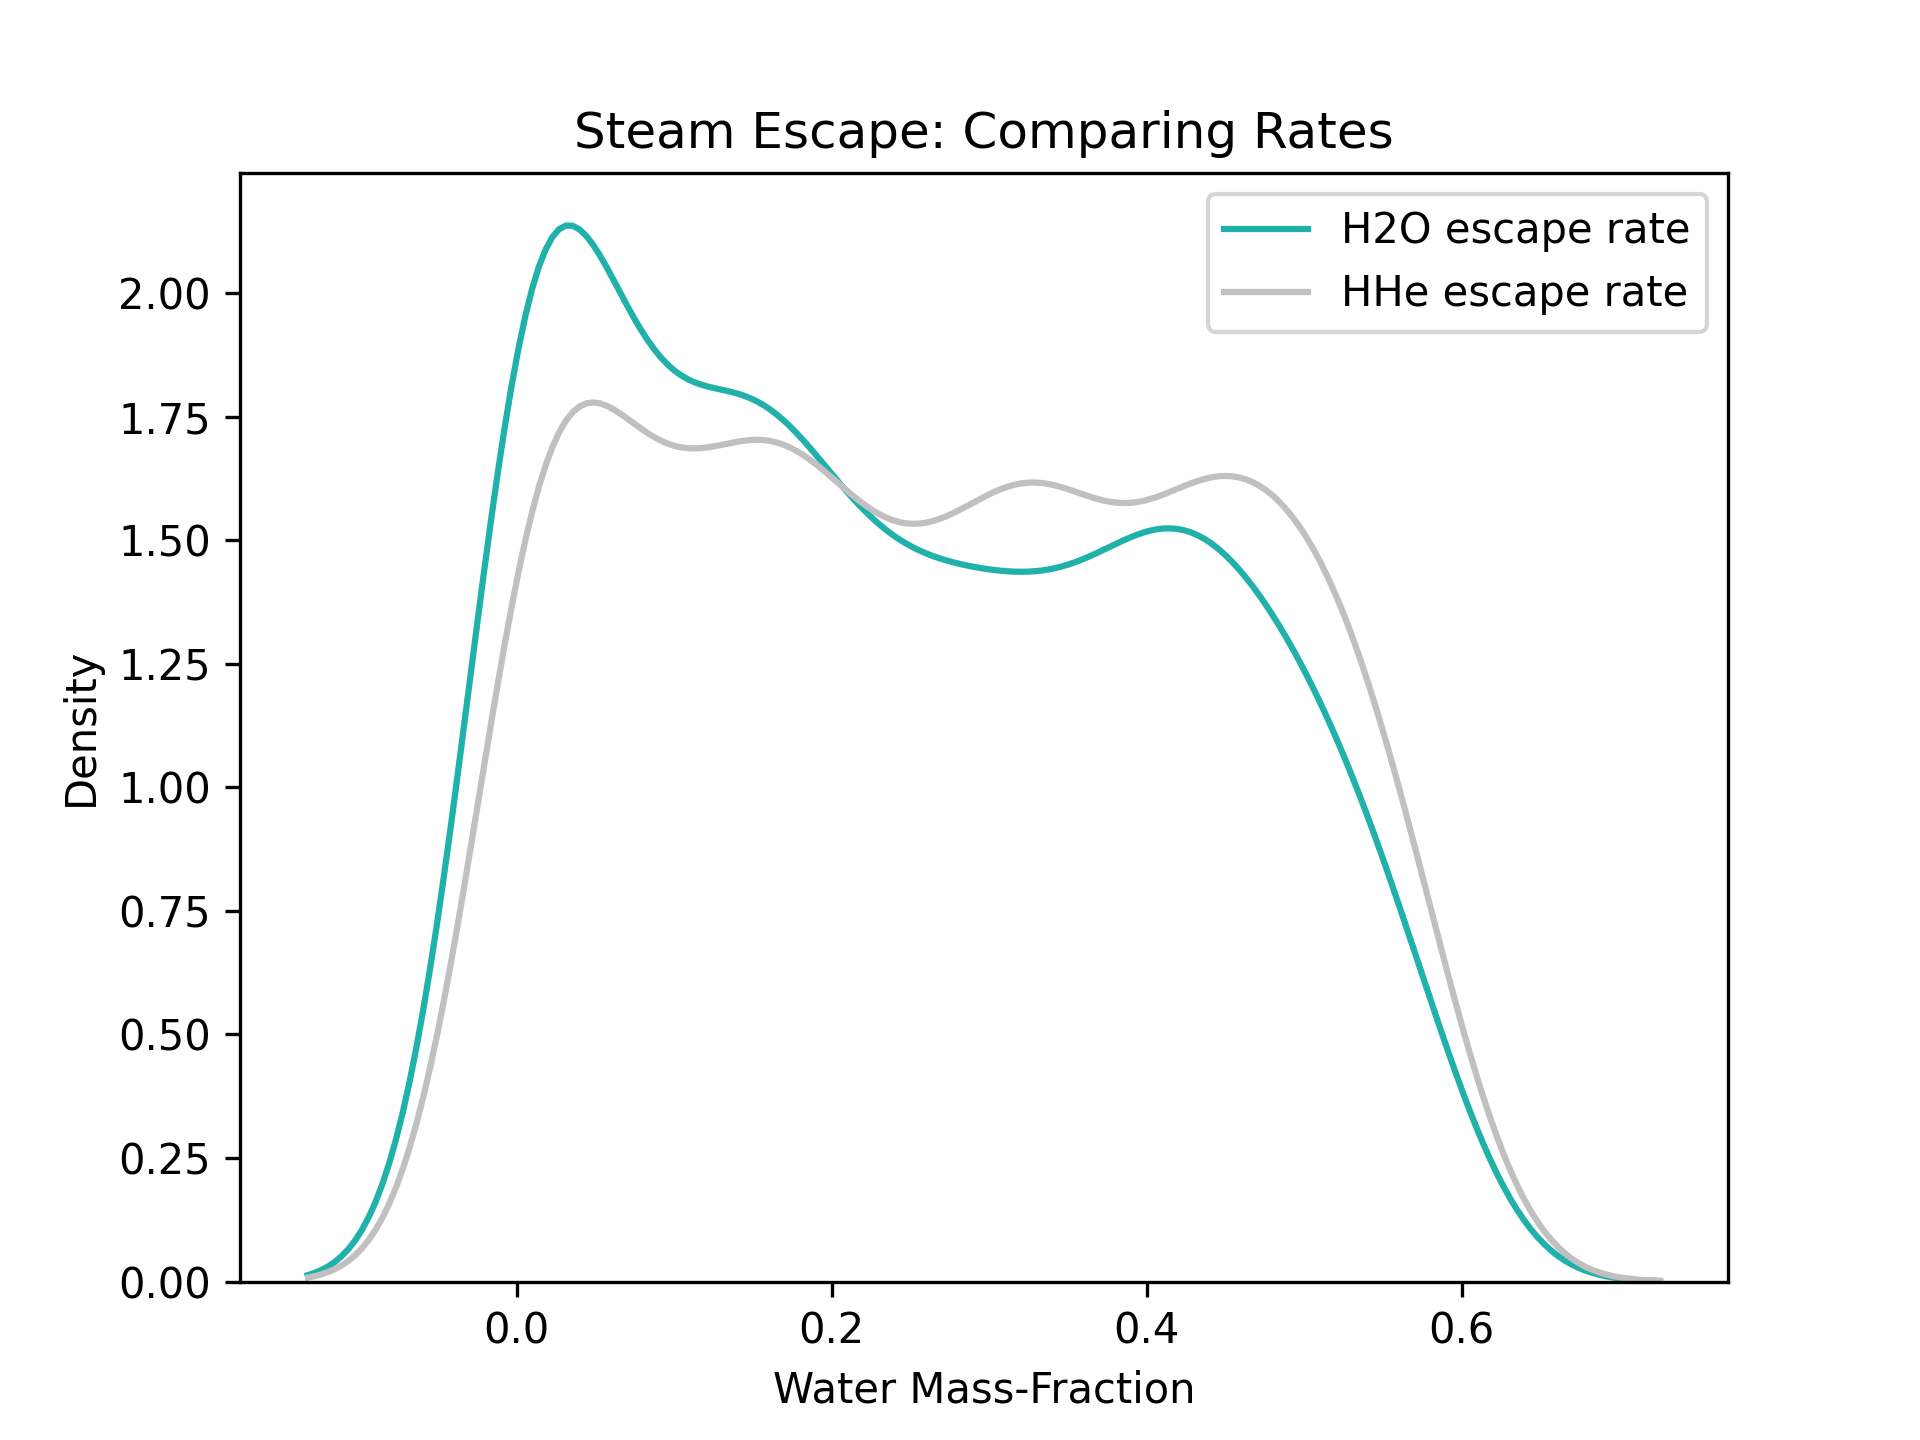 Steam Escape: Comparing Rates
H2O escape rate
HHe escape rate
Density
2.00
1.75
1.50
1.25
1.00
0.75
0.50
0.25
0.00
0.0 0.2 0.4 0.6
Water Mass-Fraction